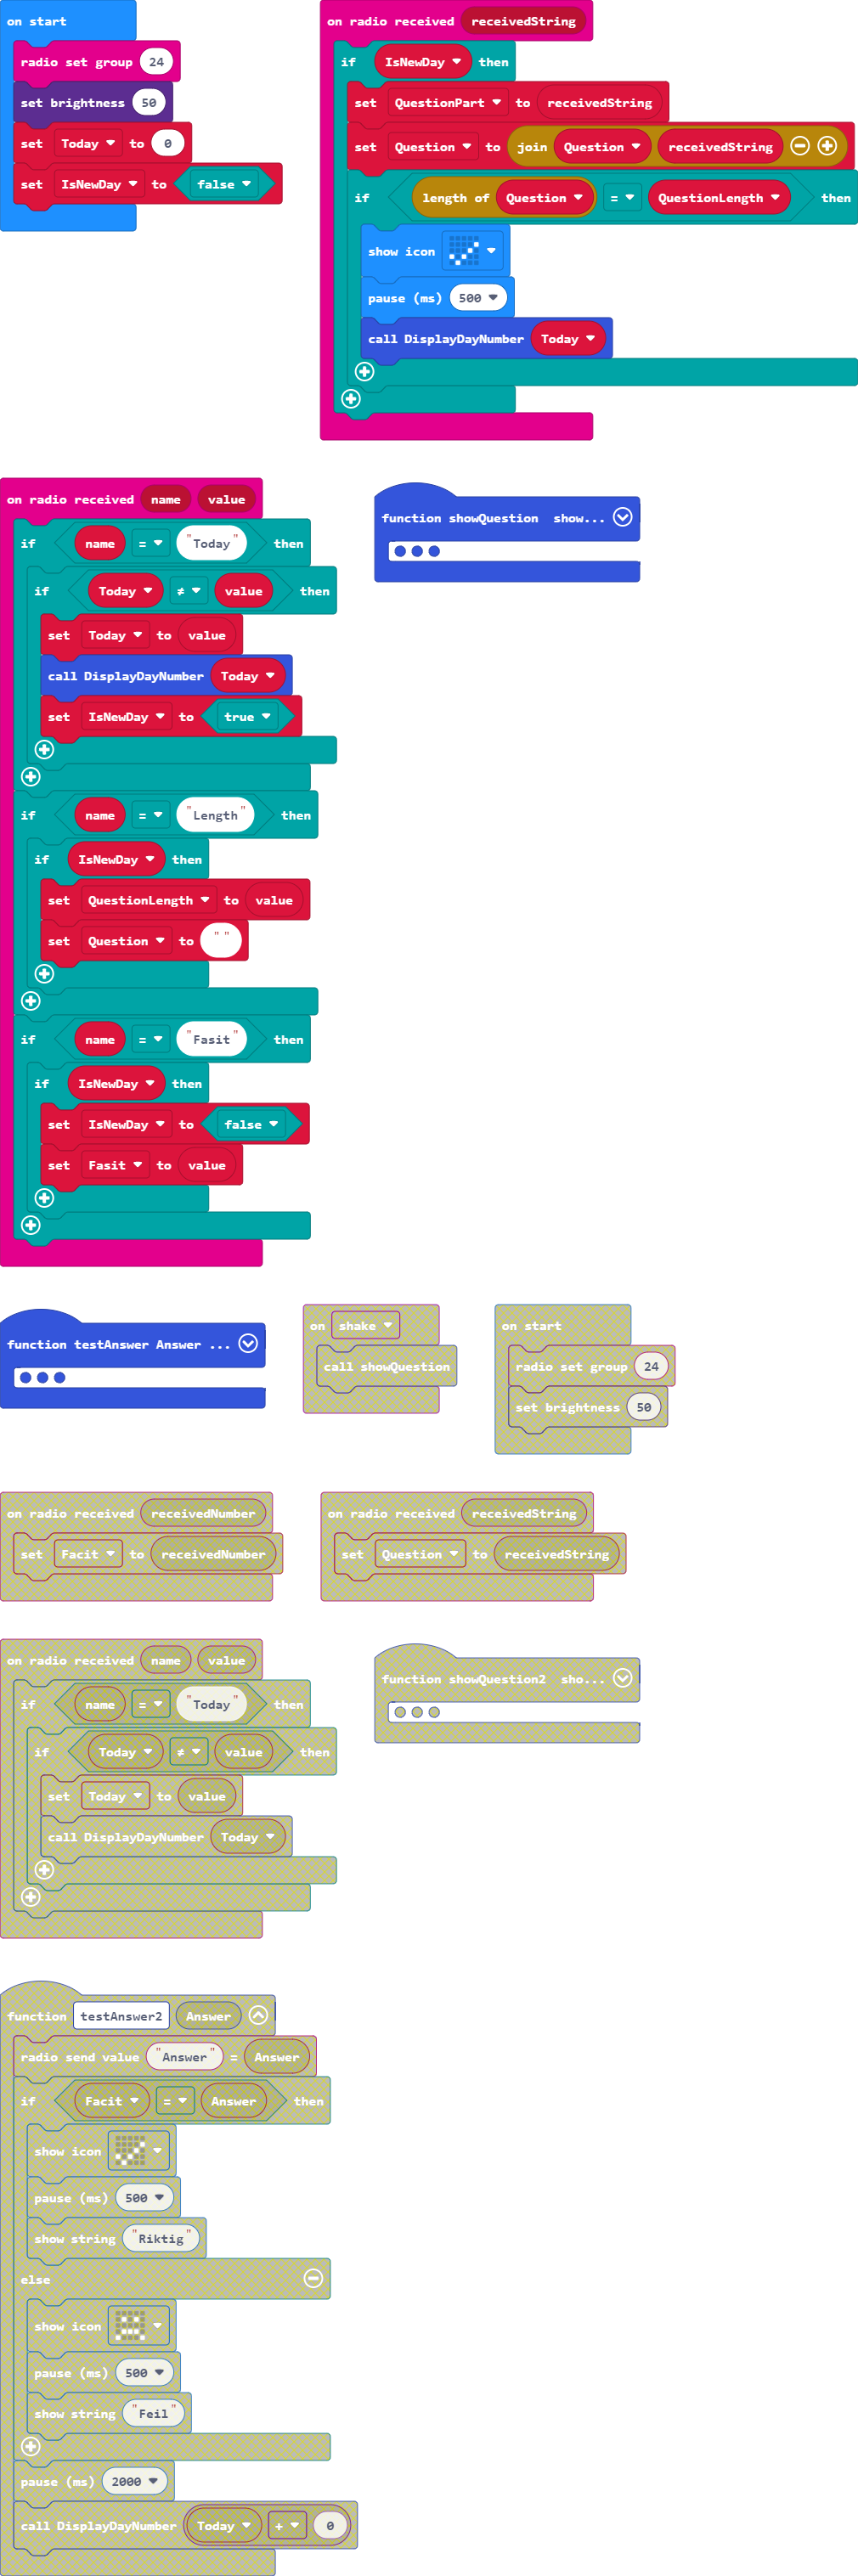 on start
radio set group 24
set brightness 50
set Today to 0
set IsNewDay to false
on radio received receivedString
if IsNewDay then
set QuestionPart to receivedString
set Question to join Question receivedString
if length of Question = QuestionLength then
show icon
pause (ms) 500
call DisplayDayNumber Today
on radio received name value
if name = "Today" then
if Today ≠ value then
set Today to value
call DisplayDayNumber Today
set IsNewDay to true
if name = "Length" then
if IsNewDay then
set QuestionLength to value
set Question to " "
if name = "Fasit" then
if IsNewDay then
set IsNewDay to false
set Fasit to value
function showQuestion show...
function testAnswer Answer ...
on shake
call showQuestion
on start
radio set group 24
set brightness 50
on radio received receivedNumber
set Facit to receivedNumber
on radio received receivedString
set Question to receivedString
on radio received name value
if name = "Today" then
if Today ≠ value then
set Today to value
call DisplayDayNumber Today
function showQuestion2 sho...
function testAnswer2 Answer
radio send value "Answer" = Answer
if Facit = Answer then
show icon
pause (ms) 500
show string "Riktig"
else
show icon
pause (ms) 500
show string "Feil"
pause (ms) 2000
call DisplayDayNumber Today + 0